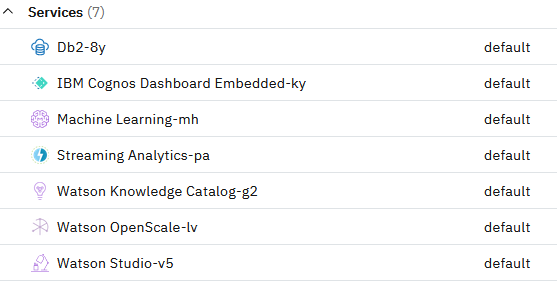 Services (7)
Db2-8y default
IBM Cognos Dashboard Embedded-ky default
Machine Learning-mh default
Streaming Analytics-pa default
Watson Knowledge Catalog-g2 default
Watson OpenScale-lv default
Watson Studio-v5 default